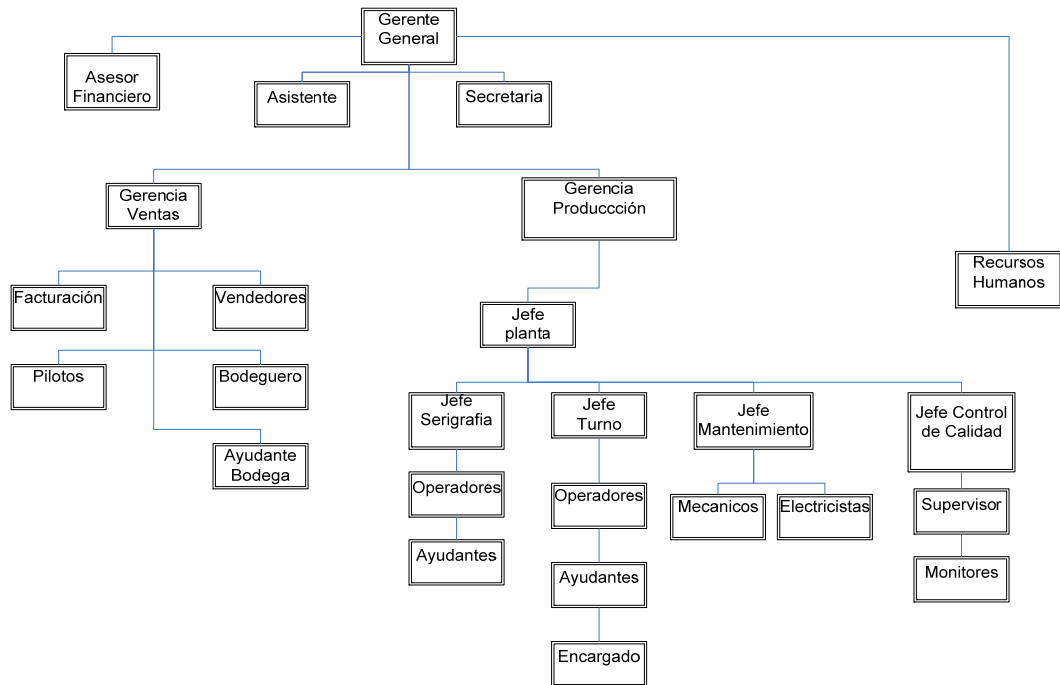 Gerente
General
Asesor
Financiero
Asistente
Secretaria
Gerencia
Ventas
Gerencia
Produccción
Recursos
Humanos
Facturación
Vendedores
Jefe
planta
Pilotos
Bodeguero
Ayudante
Bodega
Jefe
Serigrafia
Jefe
Turno
Jefe
Mantenimiento
Jefe Control
de Calidad
Operadores
Operadores
Mecanicos
Electricistas
Supervisor
Ayudantes
Ayudantes
Monitores
Encargado